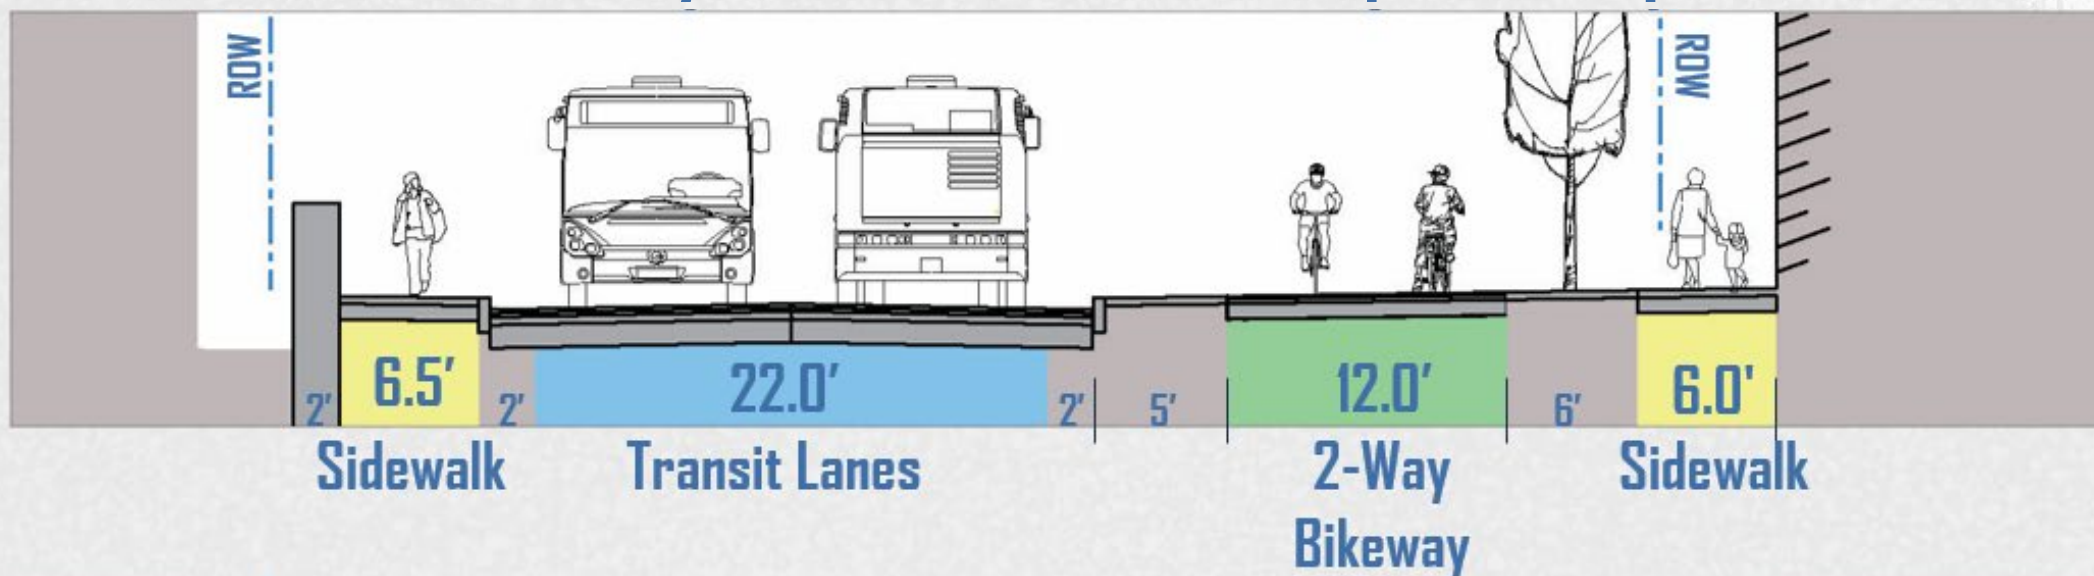 ROW
ROW
2' 6.5' 2' 22.0' 2' 5' 12.0' 6' 6.0'
Sidewalk Transit Lanes 2-Way Sidewalk
Bikeway